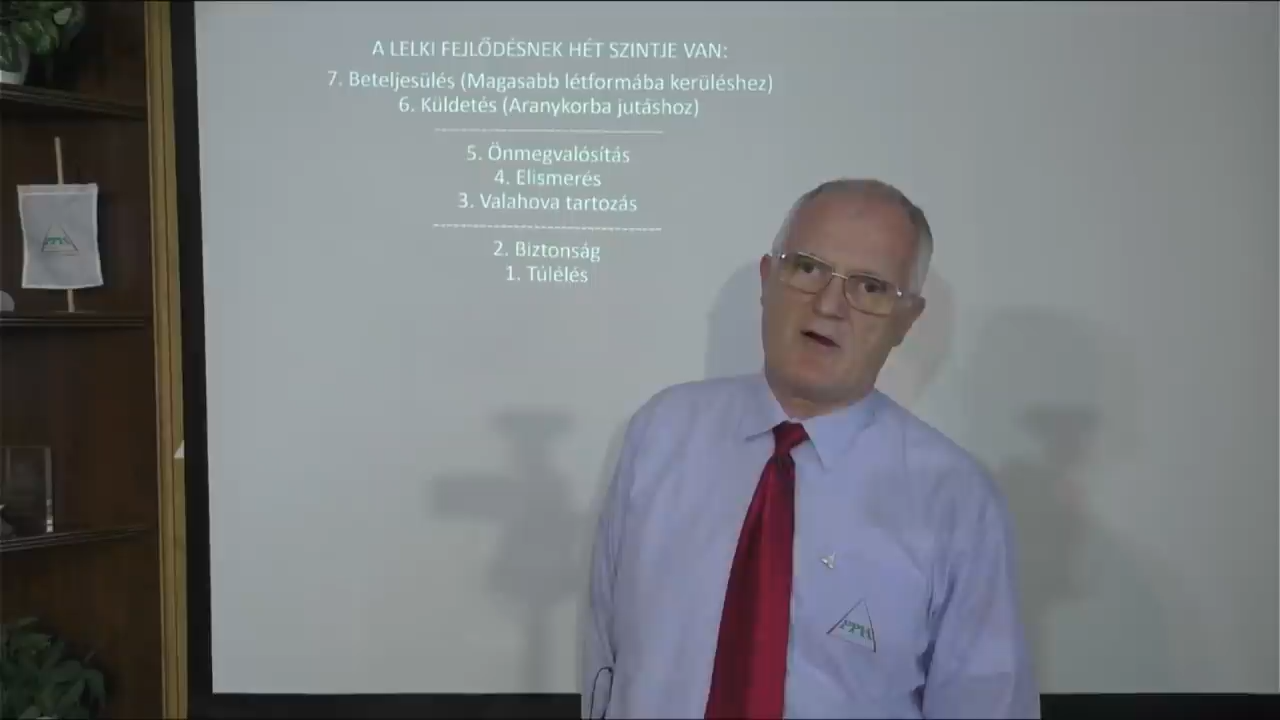 A LELKI FEJLŐDÉSNEK HÉT SZINTJE VAN:
7. Beteljesülés (Magasabb létformába kerüléshez)
6. Küldetés (Aranykorba jutáshoz)
5. Önmegvalósítás
4. Elismerés
3. Valahova tartozás
2. Biztonság
1. Túlélés
PPH